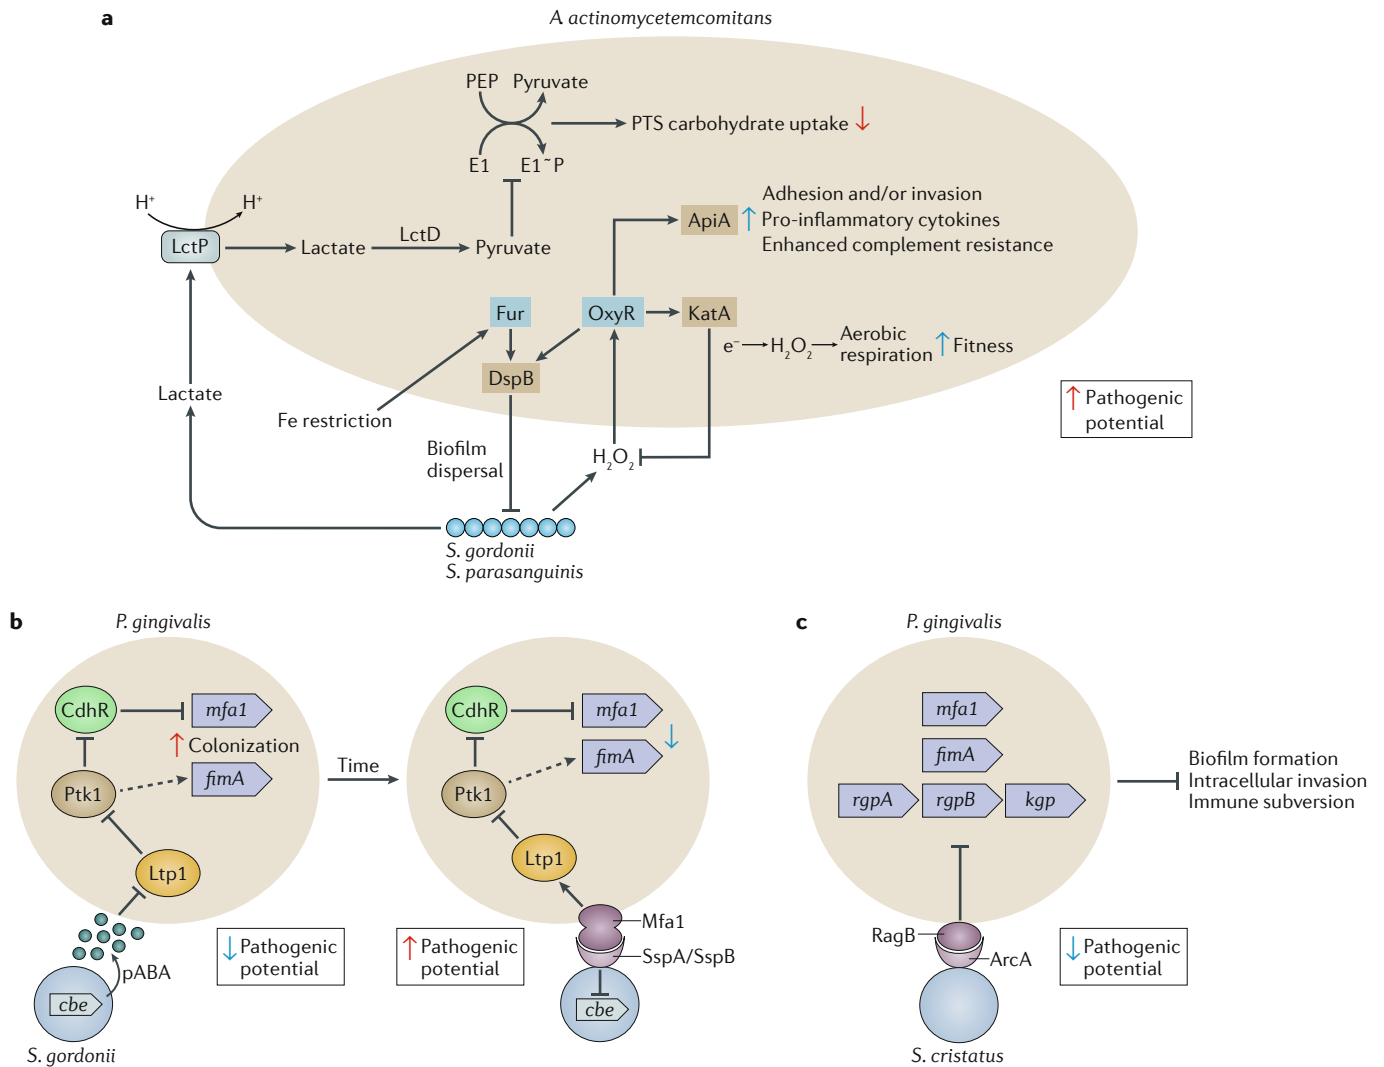 a
A. actinomycetemcomitans
PEP Pyruvate
PTS carbohydrate uptake ↓
E1 E1~P
H⁺ H⁺
LctP Lactate LctD Pyruvate
ApiA ↑
Adhesion and/or invasion
Pro-inflammatory cytokines
Enhanced complement resistance
Fur OxyR KatA
e⁻ H₂O₂ Aerobic
respiration ↑ Fitness
DspB
Lactate
Fe restriction
↑ Pathogenic
potential
Biofilm
dispersal
H₂O₂
S. gordonii
S. parasanguinis
b
P. gingivalis
CdhR mfa1
↑ Colonization
Ptk1 fimA
Ltp1
pABA
cbe
S. gordonii
↓ Pathogenic
potential
Time
CdhR mfa1
↓
Ptk1 fimA
Ltp1
Mfa1
SspA/SspB
cbe
↑ Pathogenic
potential
c
P. gingivalis
mfa1
fimA
rgpA rgpB kgp
Biofilm formation
Intracellular invasion
Immune subversion
RagB
ArcA
↓ Pathogenic
potential
S. cristatus